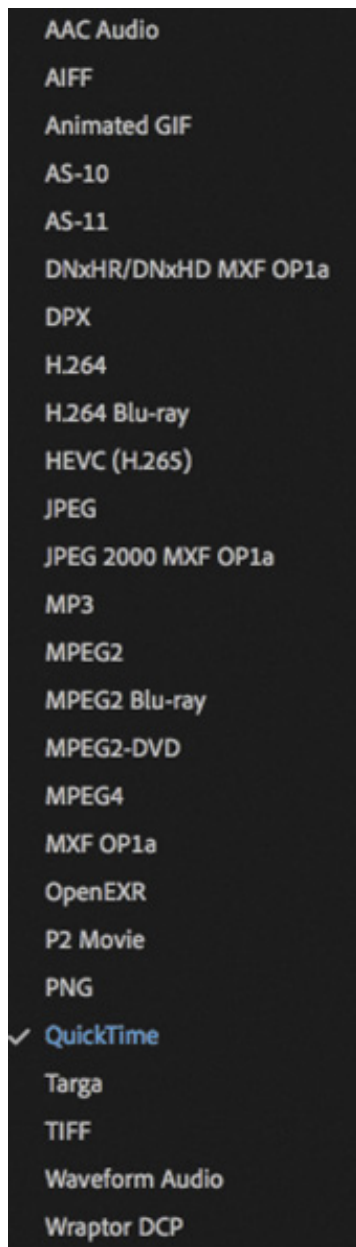 AAC Audio
AIFF
Animated GIF
AS-10
AS-11
DNxHR/DNxHD MXF OP1a
DPX
H.264
H.264 Blu-ray
HEVC (H.265)
JPEG
JPEG 2000 MXF OP1a
MP3
MPEG2
MPEG2 Blu-ray
MPEG2-DVD
MPEG4
MXF OP1a
OpenEXR
P2 Movie
PNG
QuickTime
Targa
TIFF
Waveform Audio
Wraptor DCP